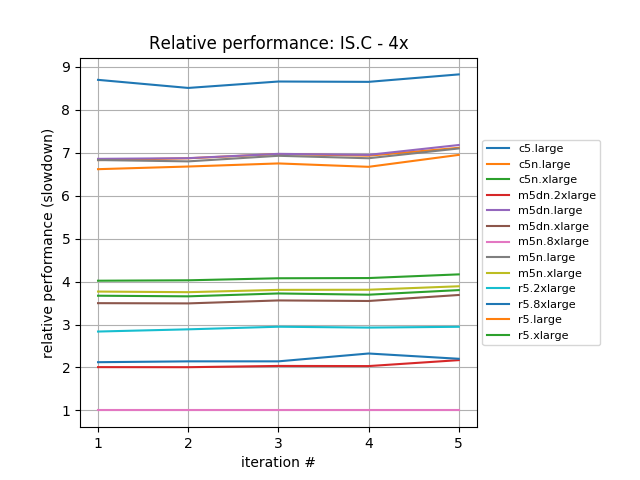 Relative performance: IS.C - 4x
relative performance (slowdown)
9
8
7
6
5
4
3
2
1
1 2 3 4 5
iteration #
c5.large
c5n.large
c5n.xlarge
m5dn.2xlarge
m5dn.large
m5dn.xlarge
m5n.8xlarge
m5n.large
m5n.xlarge
r5.2xlarge
r5.8xlarge
r5.large
r5.xlarge